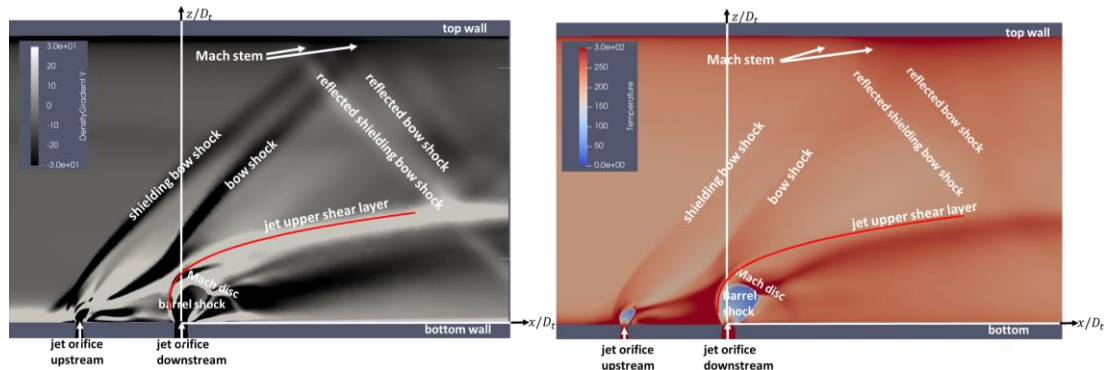 z/D_t
top wall
3.0e+01
20
10
0
-10
-20
-3.0e+01
DensityGradient Y
Mach stem
reflected bow shock
reflected shielding bow shock
shielding bow shock
bow shock
jet upper shear layer
Mach disc
barrel shock
x/D_t
bottom wall
jet orifice
upstream
jet orifice
downstream
z/D_t
top wall
3.0e+02
250
200
150
100
50
0.0e+00
Temperature
Mach stem
reflected bow shock
reflected shielding bow shock
shielding bow shock
bow shock
jet upper shear layer
Mach disc
Barrel
shock
x/D_t
bottom
jet orifice
upstream
jet orifice
downstream